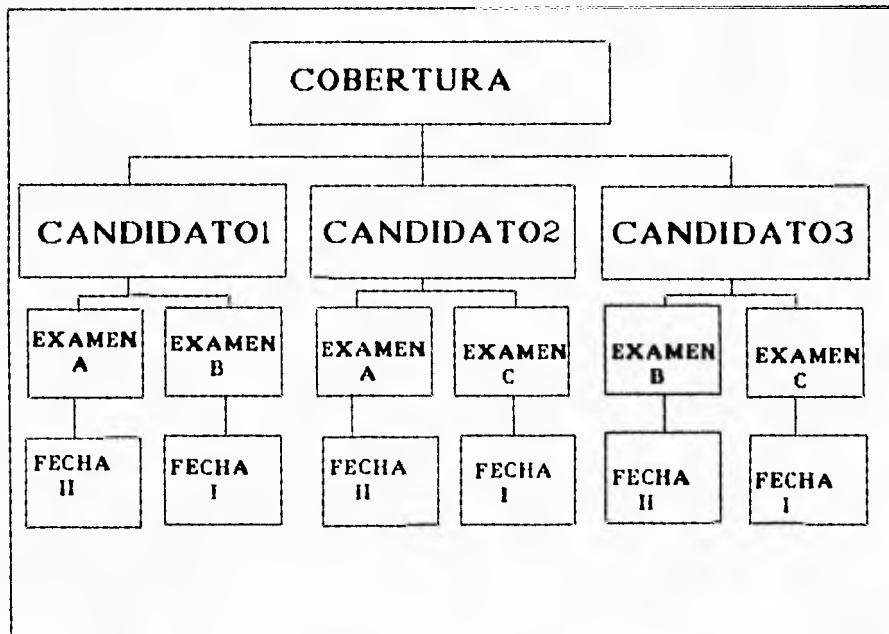 COBERTURA
CANDIDATO1
CANDIDATO2
CANDIDATO3
EXAMEN
A
EXAMEN
B
EXAMEN
A
EXAMEN
C
EXAMEN
B
EXAMEN
C
FECHA
II
FECHA
I
FECHA
II
FECHA
I
FECHA
II
FECHA
I